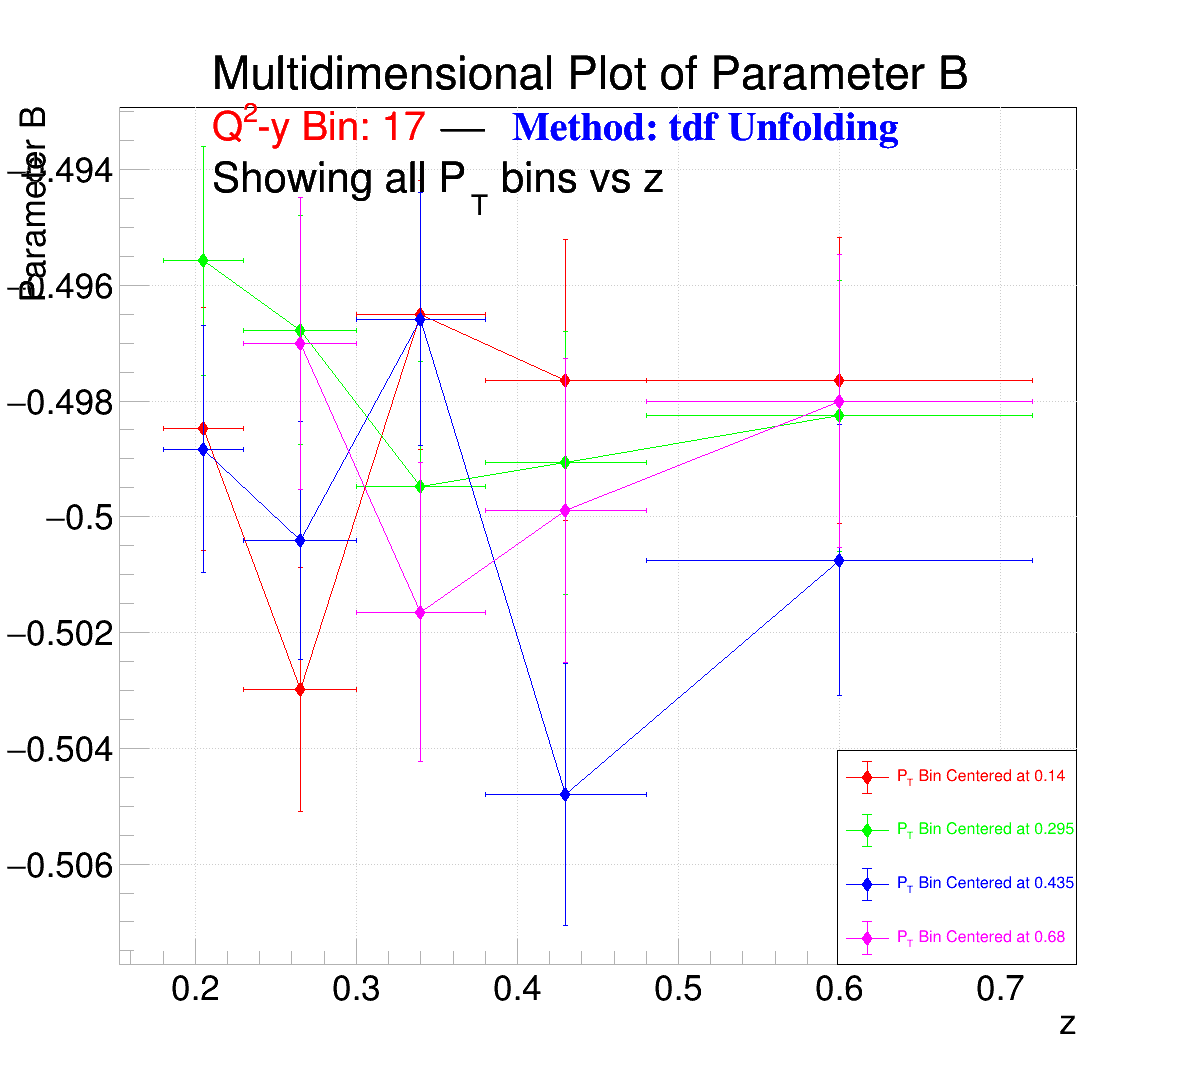 Multidimensional Plot of Parameter B
Q²-y Bin: 17 — Method: tdf Unfolding
Showing all P_T bins vs z
Parameter B
−0.494
−0.496
−0.498
−0.5
−0.502
−0.504
−0.506
P_T Bin Centered at 0.14
P_T Bin Centered at 0.295
P_T Bin Centered at 0.435
P_T Bin Centered at 0.68
0.2 0.3 0.4 0.5 0.6 0.7
z